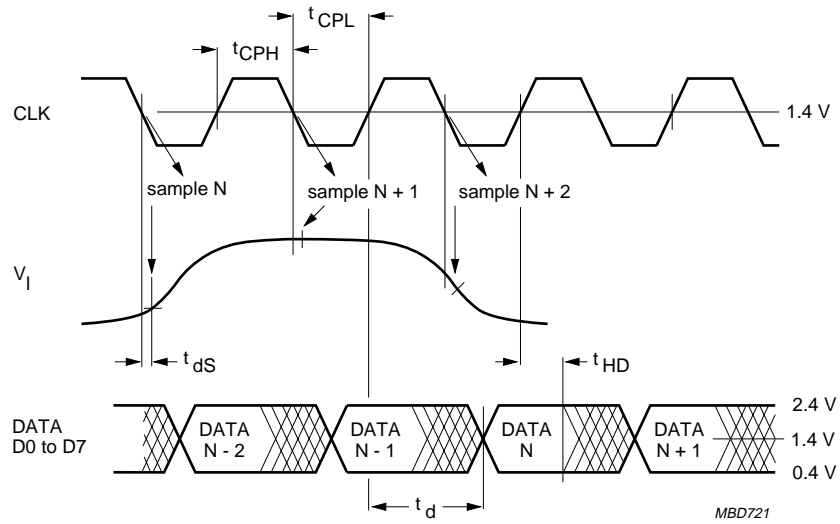 t CPL
t CPH
CLK
1.4 V
sample N
sample N + 1
sample N + 2
V I
t dS
t HD
DATA
D0 to D7
DATA
N - 2
DATA
N - 1
DATA
N
DATA
N + 1
2.4 V
1.4 V
0.4 V
t d
MBD721